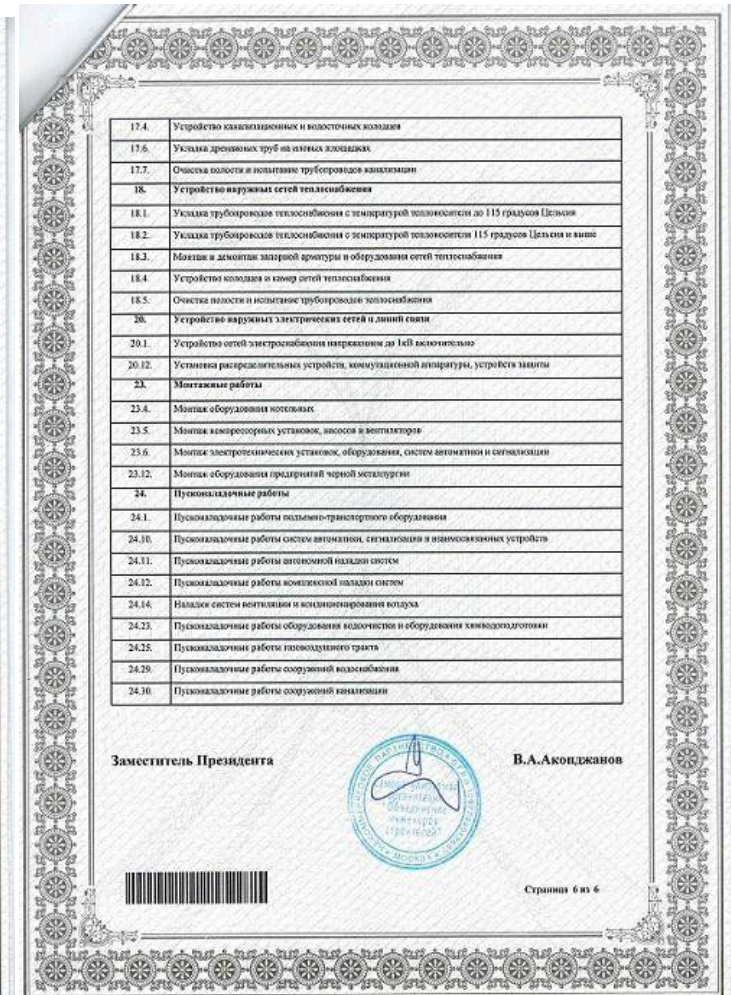 17.4. Устройство канализационных и водосточных колодцев
17.6. Укладка дренажных труб на иловых площадках
17.7. Очистка полости и испытание трубопроводов канализации
18. Устройство наружных сетей теплоснабжения
18.1. Укладка трубопроводов теплоснабжения с температурой теплоносителя до 115 градусов Цельсия
18.2. Укладка трубопроводов теплоснабжения с температурой теплоносителя 115 градусов Цельсия и выше
18.3. Монтаж и демонтаж запорной арматуры и оборудования сетей теплоснабжения
18.4. Устройство колодцев и камер сетей теплоснабжения
18.5. Очистка полости и испытание трубопроводов теплоснабжения
20. Устройство наружных электрических сетей и линий связи
20.1. Устройство сетей электроснабжения напряжением до 1кВ включительно
20.12. Установка распределительных устройств, коммутационной аппаратуры, устройств защиты
23. Монтажные работы
23.4. Монтаж оборудования котельных
23.5. Монтаж компрессорных установок, насосов и вентиляторов
23.6. Монтаж электротехнических установок, оборудования, систем автоматики и сигнализации
23.12. Монтаж оборудования предприятий черной металлургии
24. Пусконаладочные работы
24.1. Пусконаладочные работы подъемно-транспортного оборудования
24.10. Пусконаладочные работы систем автоматики, сигнализации и взаимосвязанных устройств
24.11. Пусконаладочные работы автономной наладки систем
24.12. Пусконаладочные работы комплексной наладки систем
24.14. Наладки систем вентиляции и кондиционирования воздуха
24.23. Пусконаладочные работы оборудования водоочистки и оборудования химводоподготовки
24.25. Пусконаладочные работы газовоздушного тракта
24.29. Пусконаладочные работы сооружений водоснабжения
24.30. Пусконаладочные работы сооружений канализации
Заместитель Президента В.А.Акопджанов
НЕКОММЕРЧЕСКОЕ ПАРТНЕРСТВО
Саморегулируемая
организация
"Объединение
инженеров
строителей"
МОСКВА
Страница 6 из 6